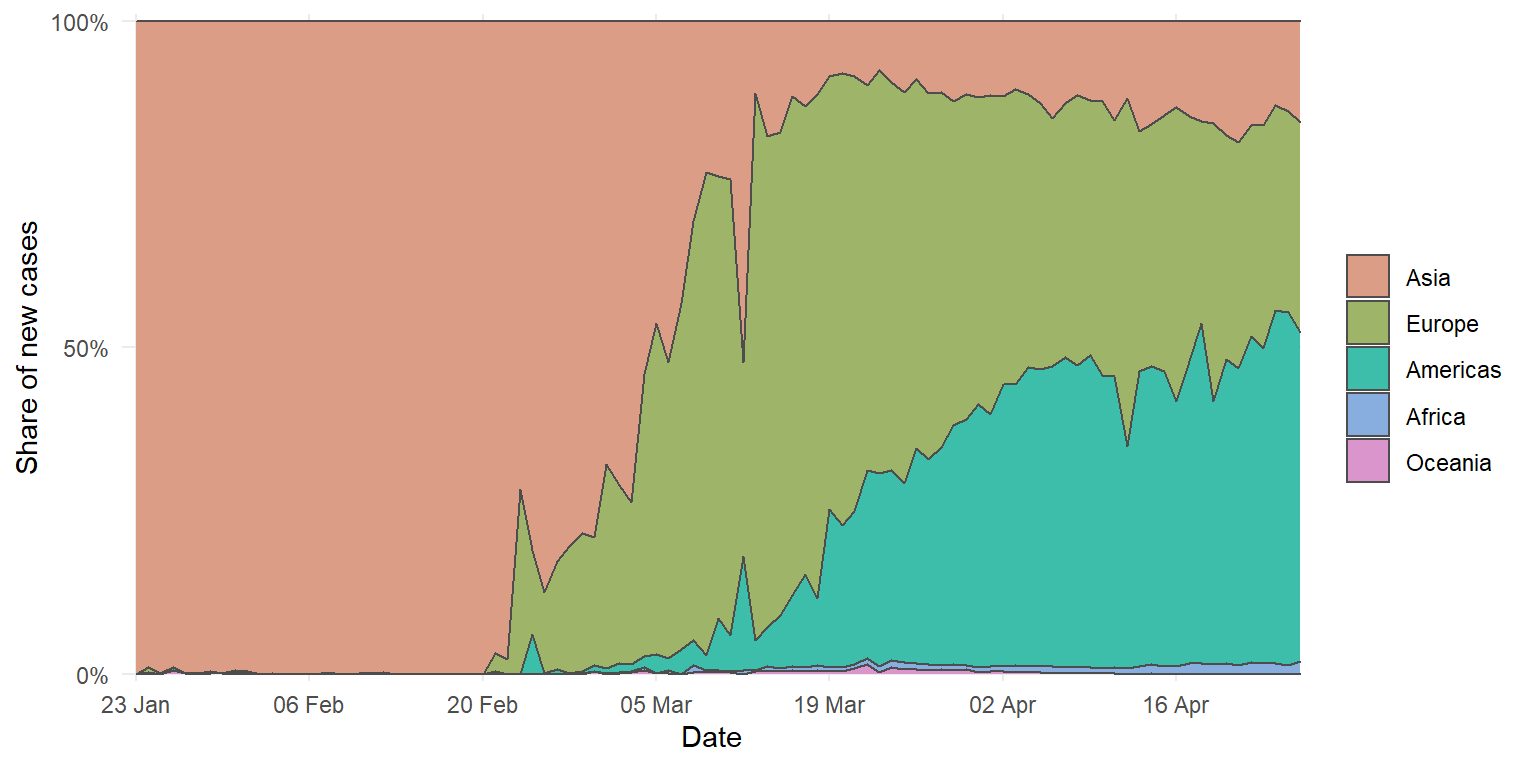 100%
50%
0%
Share of new cases
23 Jan
06 Feb
20 Feb
05 Mar
19 Mar
02 Apr
16 Apr
Date
Asia
Europe
Americas
Africa
Oceania